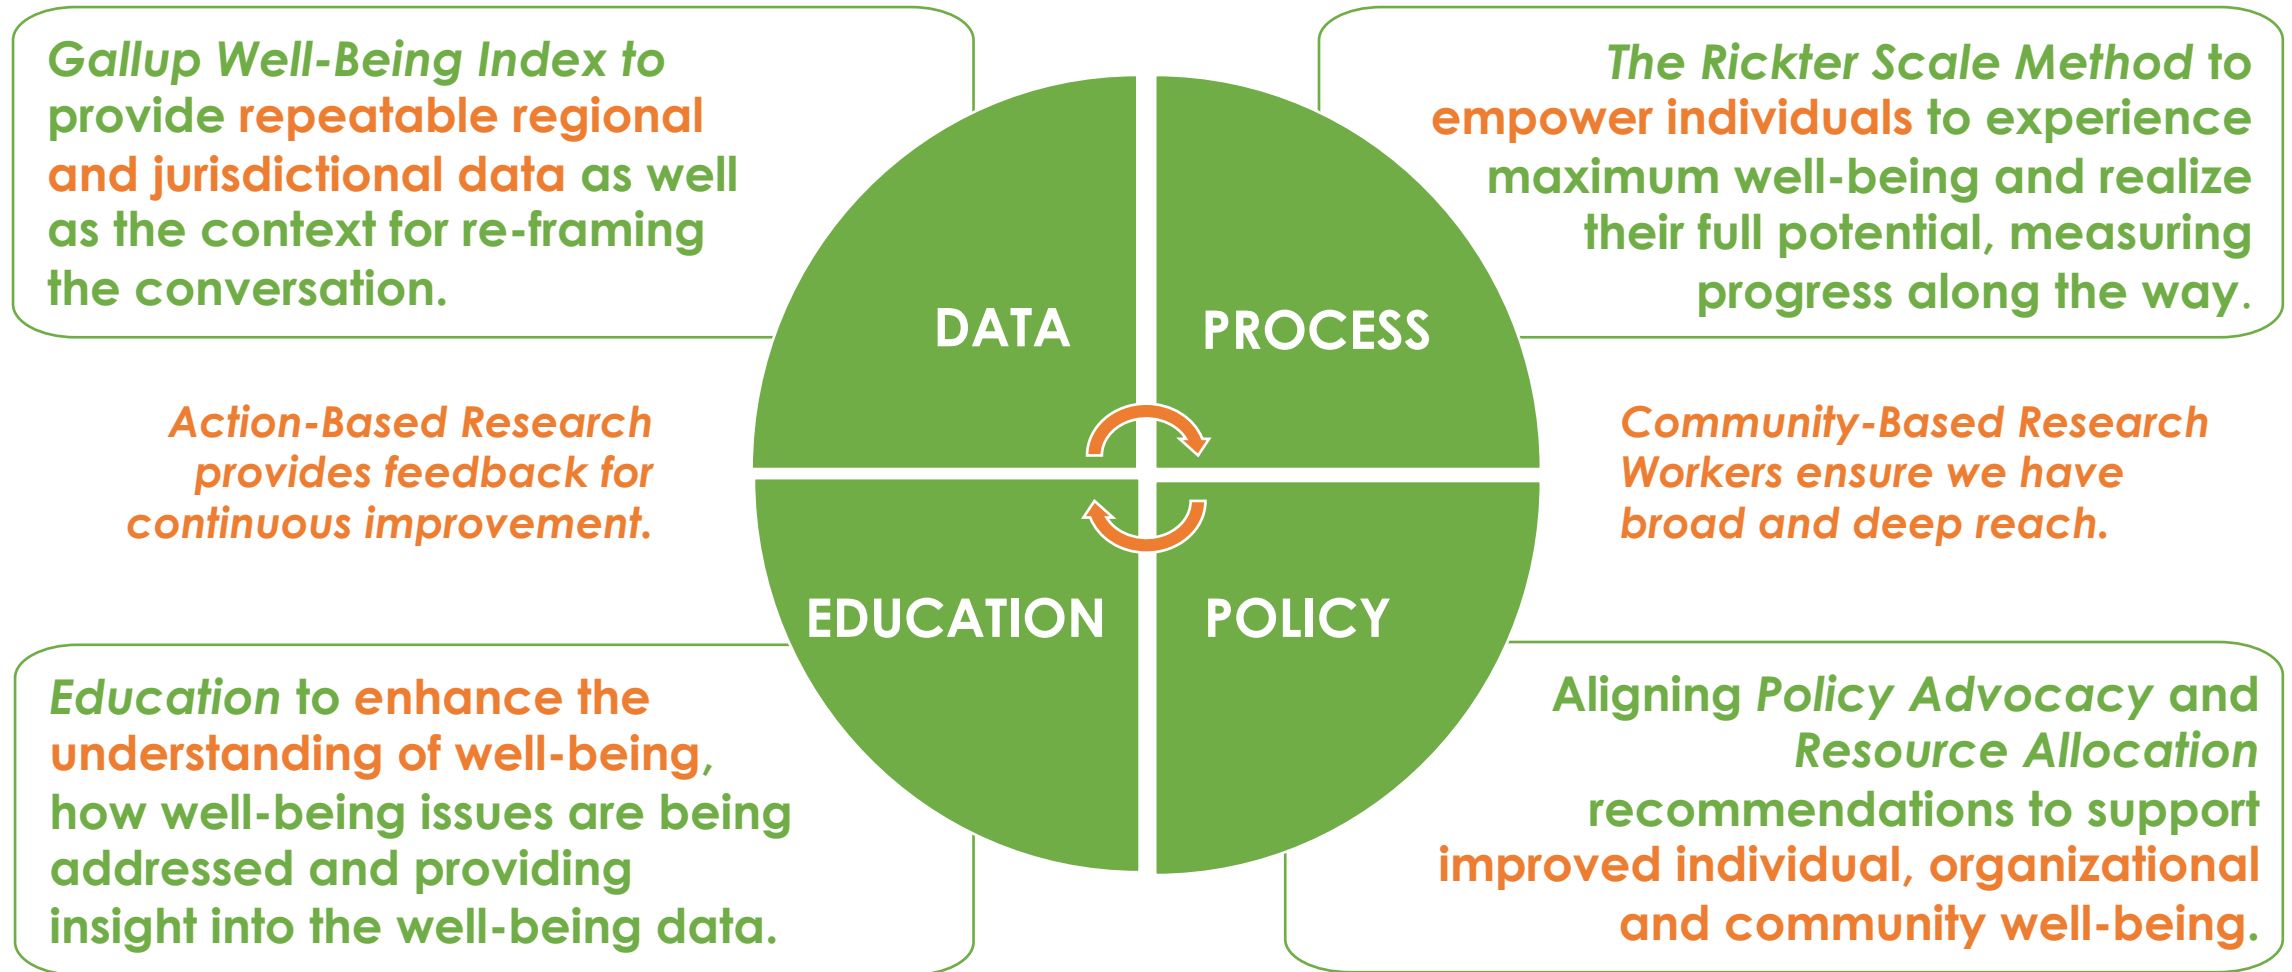 Gallup Well-Being Index to
provide repeatable regional
and jurisdictional data as well
as the context for re-framing
the conversation.
The Rickter Scale Method to
empower individuals to experience
maximum well-being and realize
their full potential, measuring
progress along the way.
DATA
PROCESS
Action-Based Research
provides feedback for
continuous improvement.
Community-Based Research
Workers ensure we have
broad and deep reach.
EDUCATION
POLICY
Education to enhance the
understanding of well-being,
how well-being issues are being
addressed and providing
insight into the well-being data.
Aligning Policy Advocacy and
Resource Allocation
recommendations to support
improved individual, organizational
and community well-being.